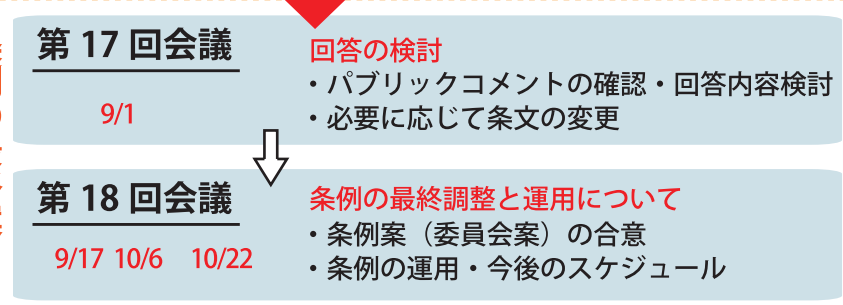 第 17 回会議
9/1
回答の検討
・パブリックコメントの確認・回答内容検討
・必要に応じて条文の変更
第 18 回会議
9/17 10/6 10/22
条例の最終調整と運用について
・条例案（委員会案）の合意
・条例の運用・今後のスケジュール